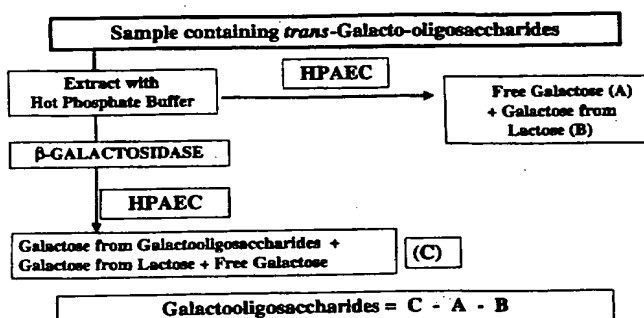 Sample containing trans-Galacto-oligosaccharides
Extract with
Hot Phosphate Buffer
HPAEC
Free Galactose (A)
+ Galactose from
Lactose (B)
β-GALACTOSIDASE
HPAEC
Galactose from Galactooligosaccharides +
Galactose from Lactose + Free Galactose
(C)
Galactooligosaccharides = C - A - B